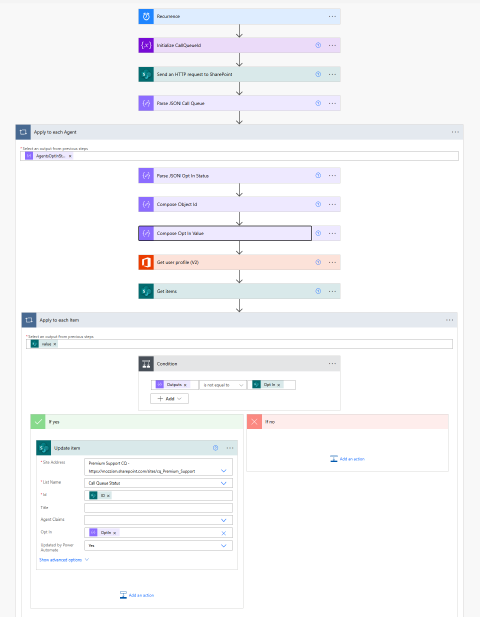 Recurrence
Initialize CallQueueId
Send an HTTP request to SharePoint
Parse JSON Call Queue
Apply to each Agent
* Select an output from previous steps
AgentsOptInSt...
Parse JSON Opt In Status
Compose Object Id
Compose Opt In Value
Get user profile (V2)
Get items
Apply to each item
* Select an output from previous steps
value
Condition
Outputs
is not equal to
Opt In
Add
If yes
If no
Update item
* Site Address
Premium Support CQ -
https://mozzism.sharepoint.com/sites/cq_Premium_Support
* List Name
Call Queue Status
* Id
ID
Title
Agent Claims
Opt In
OptIn
Updated by Power
Automate
Yes
Show advanced options
Add an action
Add an action